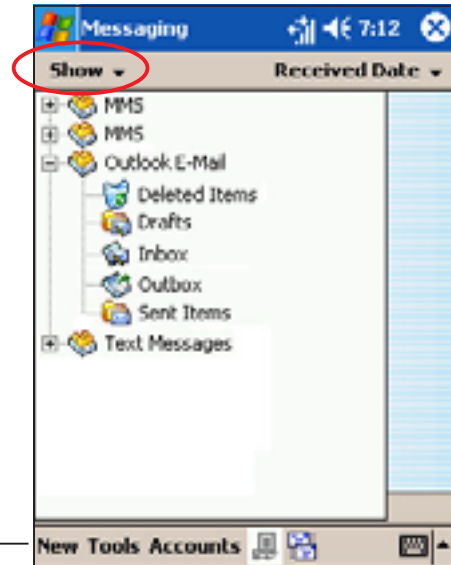 Messaging 7:12
Show Received Date
MMS
MMS
Outlook E-Mail
Deleted Items
Drafts
Inbox
Outbox
Sent Items
Text Messages
New Tools Accounts